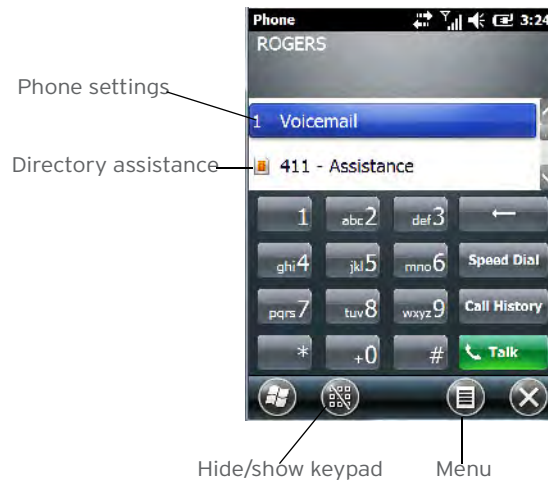 Phone 3:24
ROGERS
Phone settings
1 Voicemail
Directory assistance
411 - Assistance
1 abc2 def3
ghi4 jkl5 mno6 Speed Dial
pqrs7 tuv8 wxyz9 Call History
* +0 # Talk
Hide/show keypad Menu